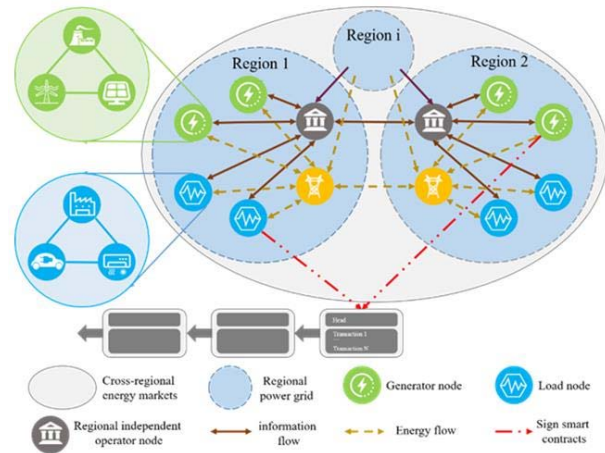 Region i
Region 1
Region 2
Head
Transaction 1
...
Transaction N
Cross-regional
energy markets
Regional
power grid
Generator node
Load node
Regional independent
operator node
information
flow
Energy flow
Sign smart
contracts